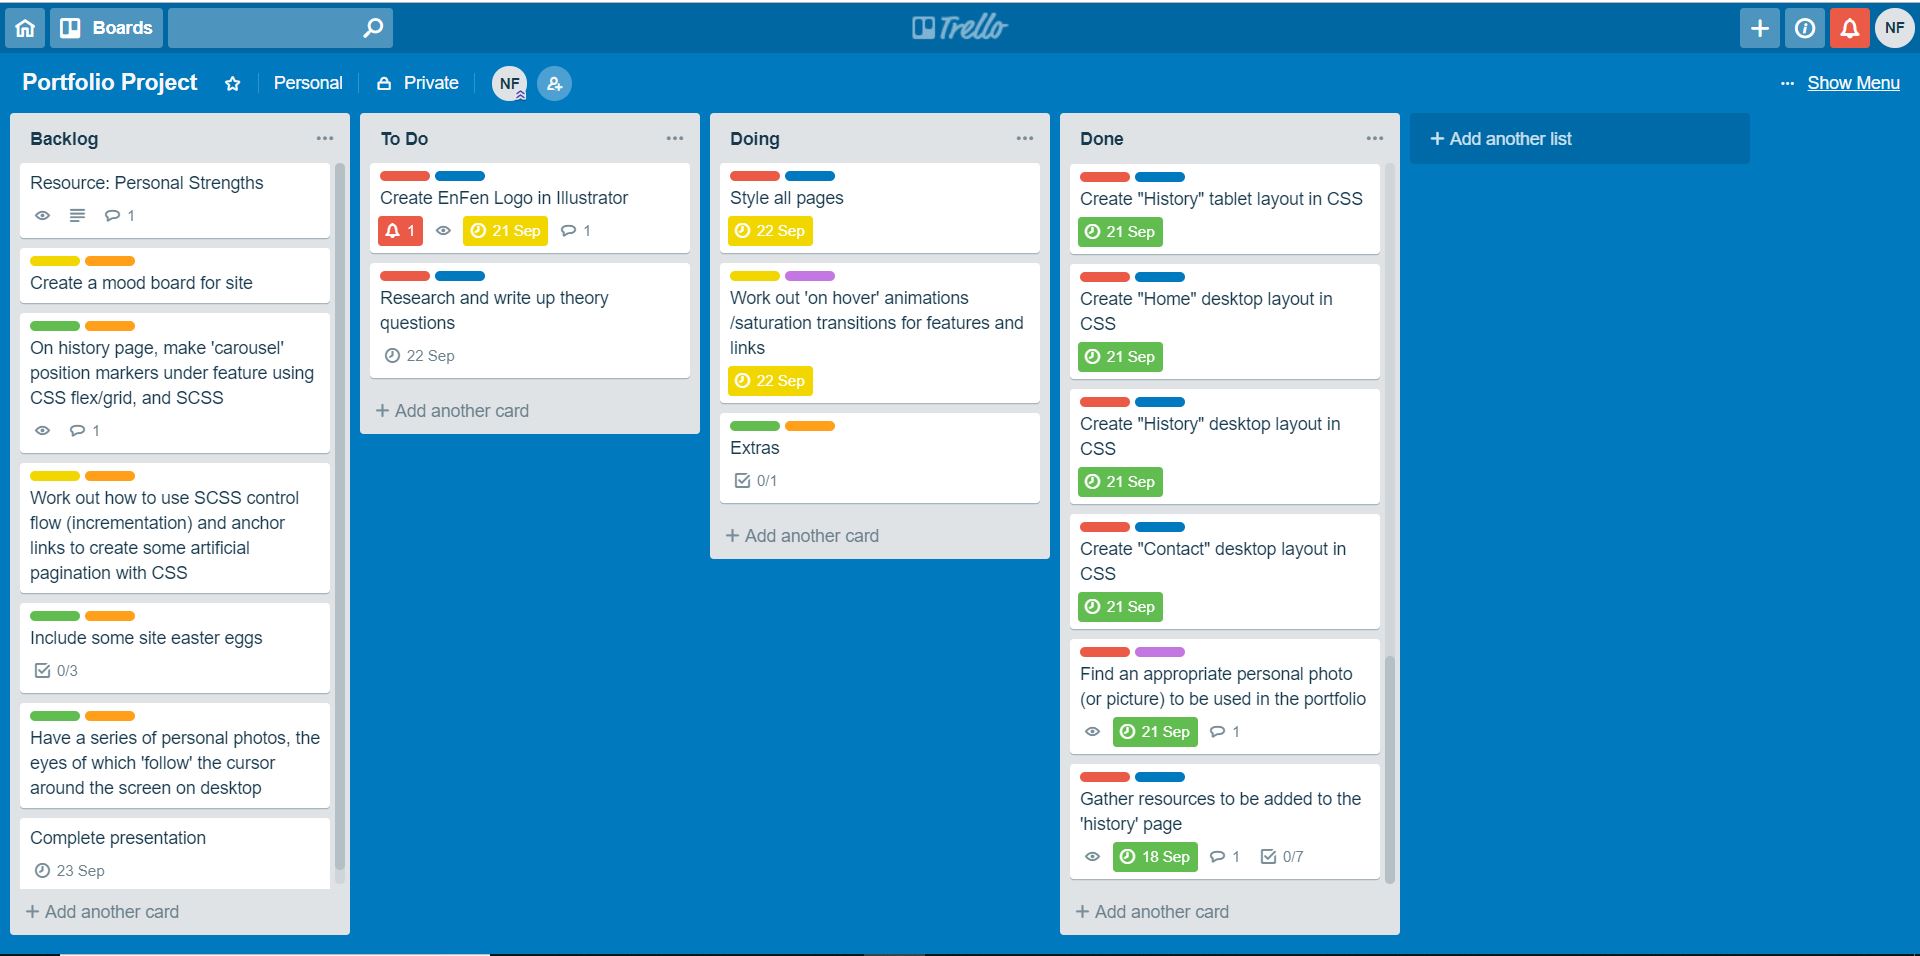 Boards
Trello
NF
Portfolio Project
Personal
Private
NF
... Show Menu
Backlog
Resource: Personal Strengths
1
Create a mood board for site
On history page, make 'carousel'
position markers under feature using
CSS flex/grid, and SCSS
1
Work out how to use SCSS control
flow (incrementation) and anchor
links to create some artificial
pagination with CSS
Include some site easter eggs
0/3
Have a series of personal photos, the
eyes of which 'follow' the cursor
around the screen on desktop
Complete presentation
23 Sep
+ Add another card
To Do
Create EnFen Logo in Illustrator
1 21 Sep 1
Research and write up theory
questions
22 Sep
+ Add another card
Doing
Style all pages
22 Sep
Work out 'on hover' animations
/saturation transitions for features and
links
22 Sep
Extras
0/1
+ Add another card
Done
Create "History" tablet layout in CSS
21 Sep
Create "Home" desktop layout in
CSS
21 Sep
Create "History" desktop layout in
CSS
21 Sep
Create "Contact" desktop layout in
CSS
21 Sep
Find an appropriate personal photo
(or picture) to be used in the portfolio
21 Sep 1
Gather resources to be added to the
'history' page
18 Sep 1 0/7
+ Add another card
+ Add another list